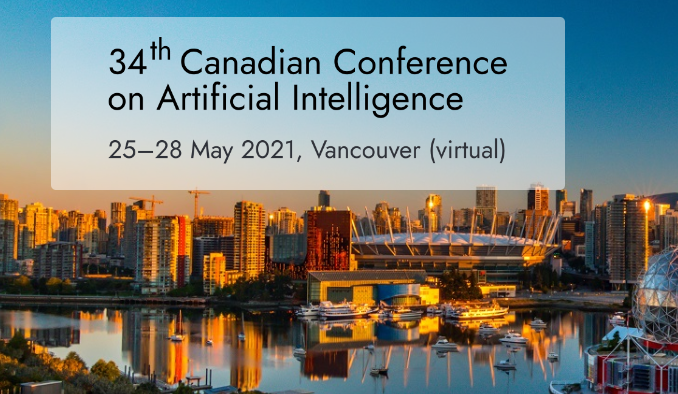 34th Canadian Conference
on Artificial Intelligence
25–28 May 2021, Vancouver (virtual)